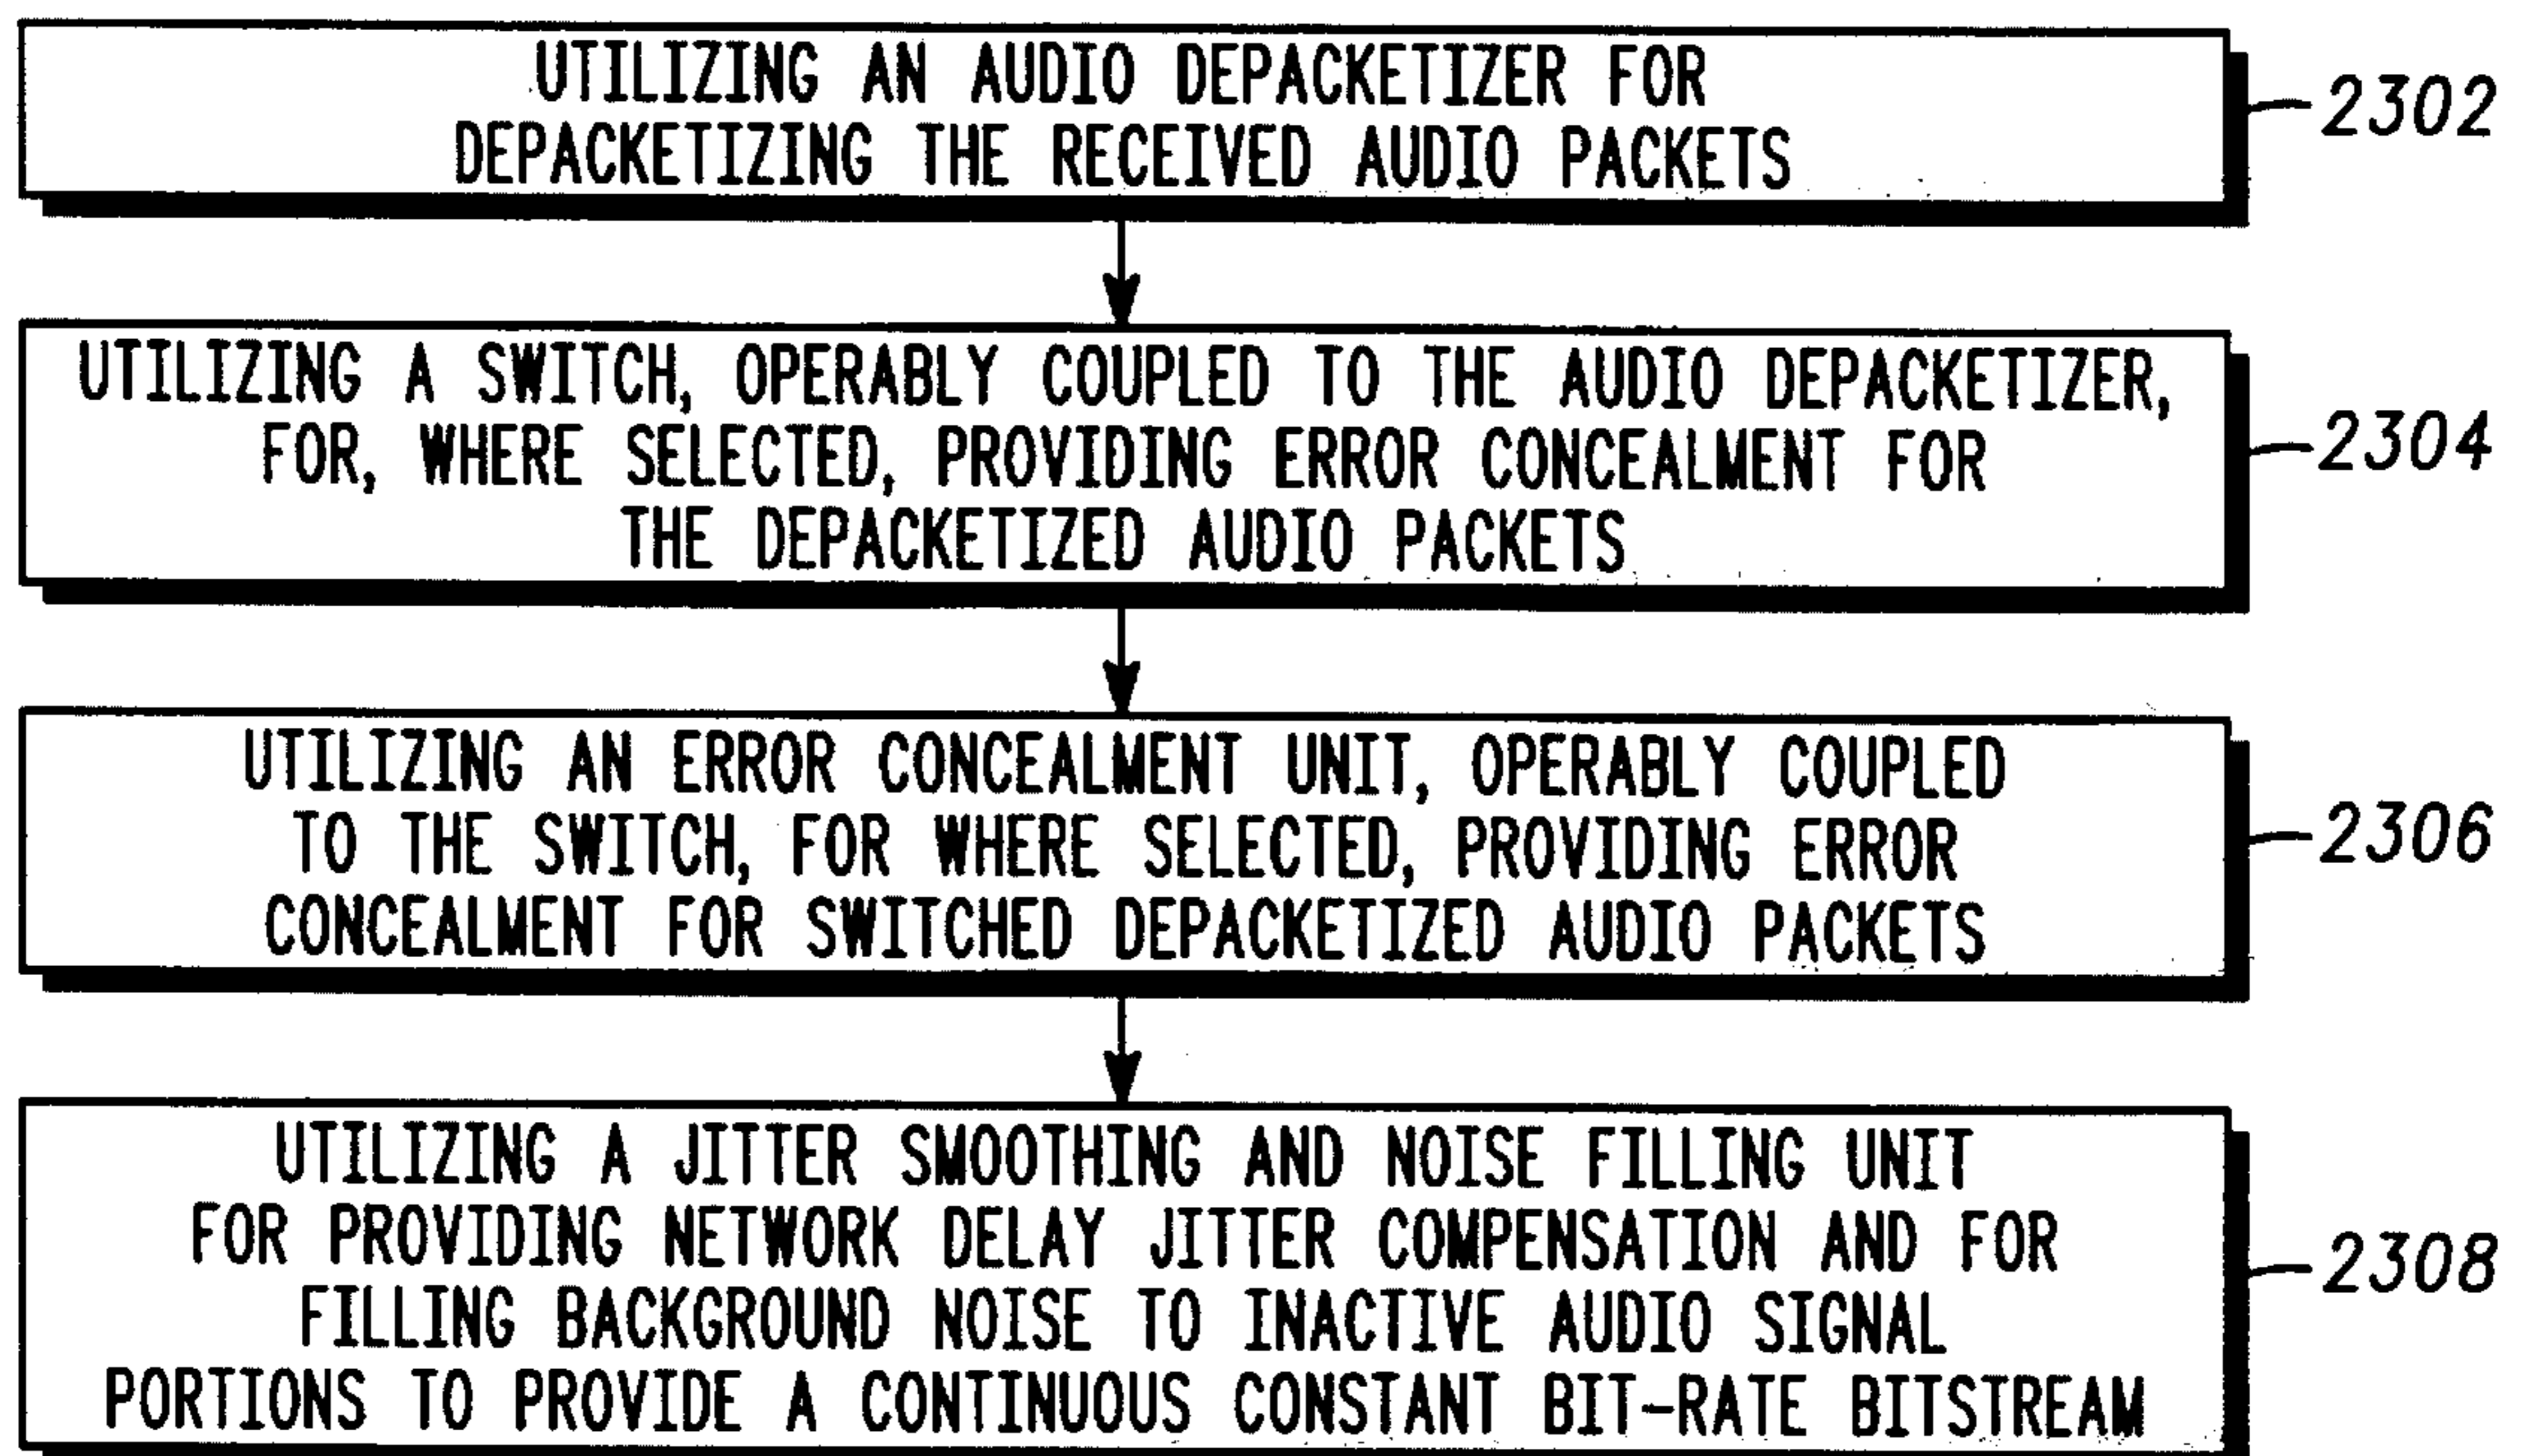 UTILIZING AN AUDIO DEPACKETIZER FOR
DEPACKETIZING THE RECEIVED AUDIO PACKETS
2302
UTILIZING A SWITCH, OPERABLY COUPLED TO THE AUDIO DEPACKETIZER,
FOR, WHERE SELECTED, PROVIDING ERROR CONCEALMENT FOR
THE DEPACKETIZED AUDIO PACKETS
2304
UTILIZING AN ERROR CONCEALMENT UNIT, OPERABLY COUPLED
TO THE SWITCH, FOR WHERE SELECTED, PROVIDING ERROR
CONCEALMENT FOR SWITCHED DEPACKETIZED AUDIO PACKETS
2306
UTILIZING A JITTER SMOOTHING AND NOISE FILLING UNIT
FOR PROVIDING NETWORK DELAY JITTER COMPENSATION AND FOR
FILLING BACKGROUND NOISE TO INACTIVE AUDIO SIGNAL
PORTIONS TO PROVIDE A CONTINUOUS CONSTANT BIT-RATE BITSTREAM
2308